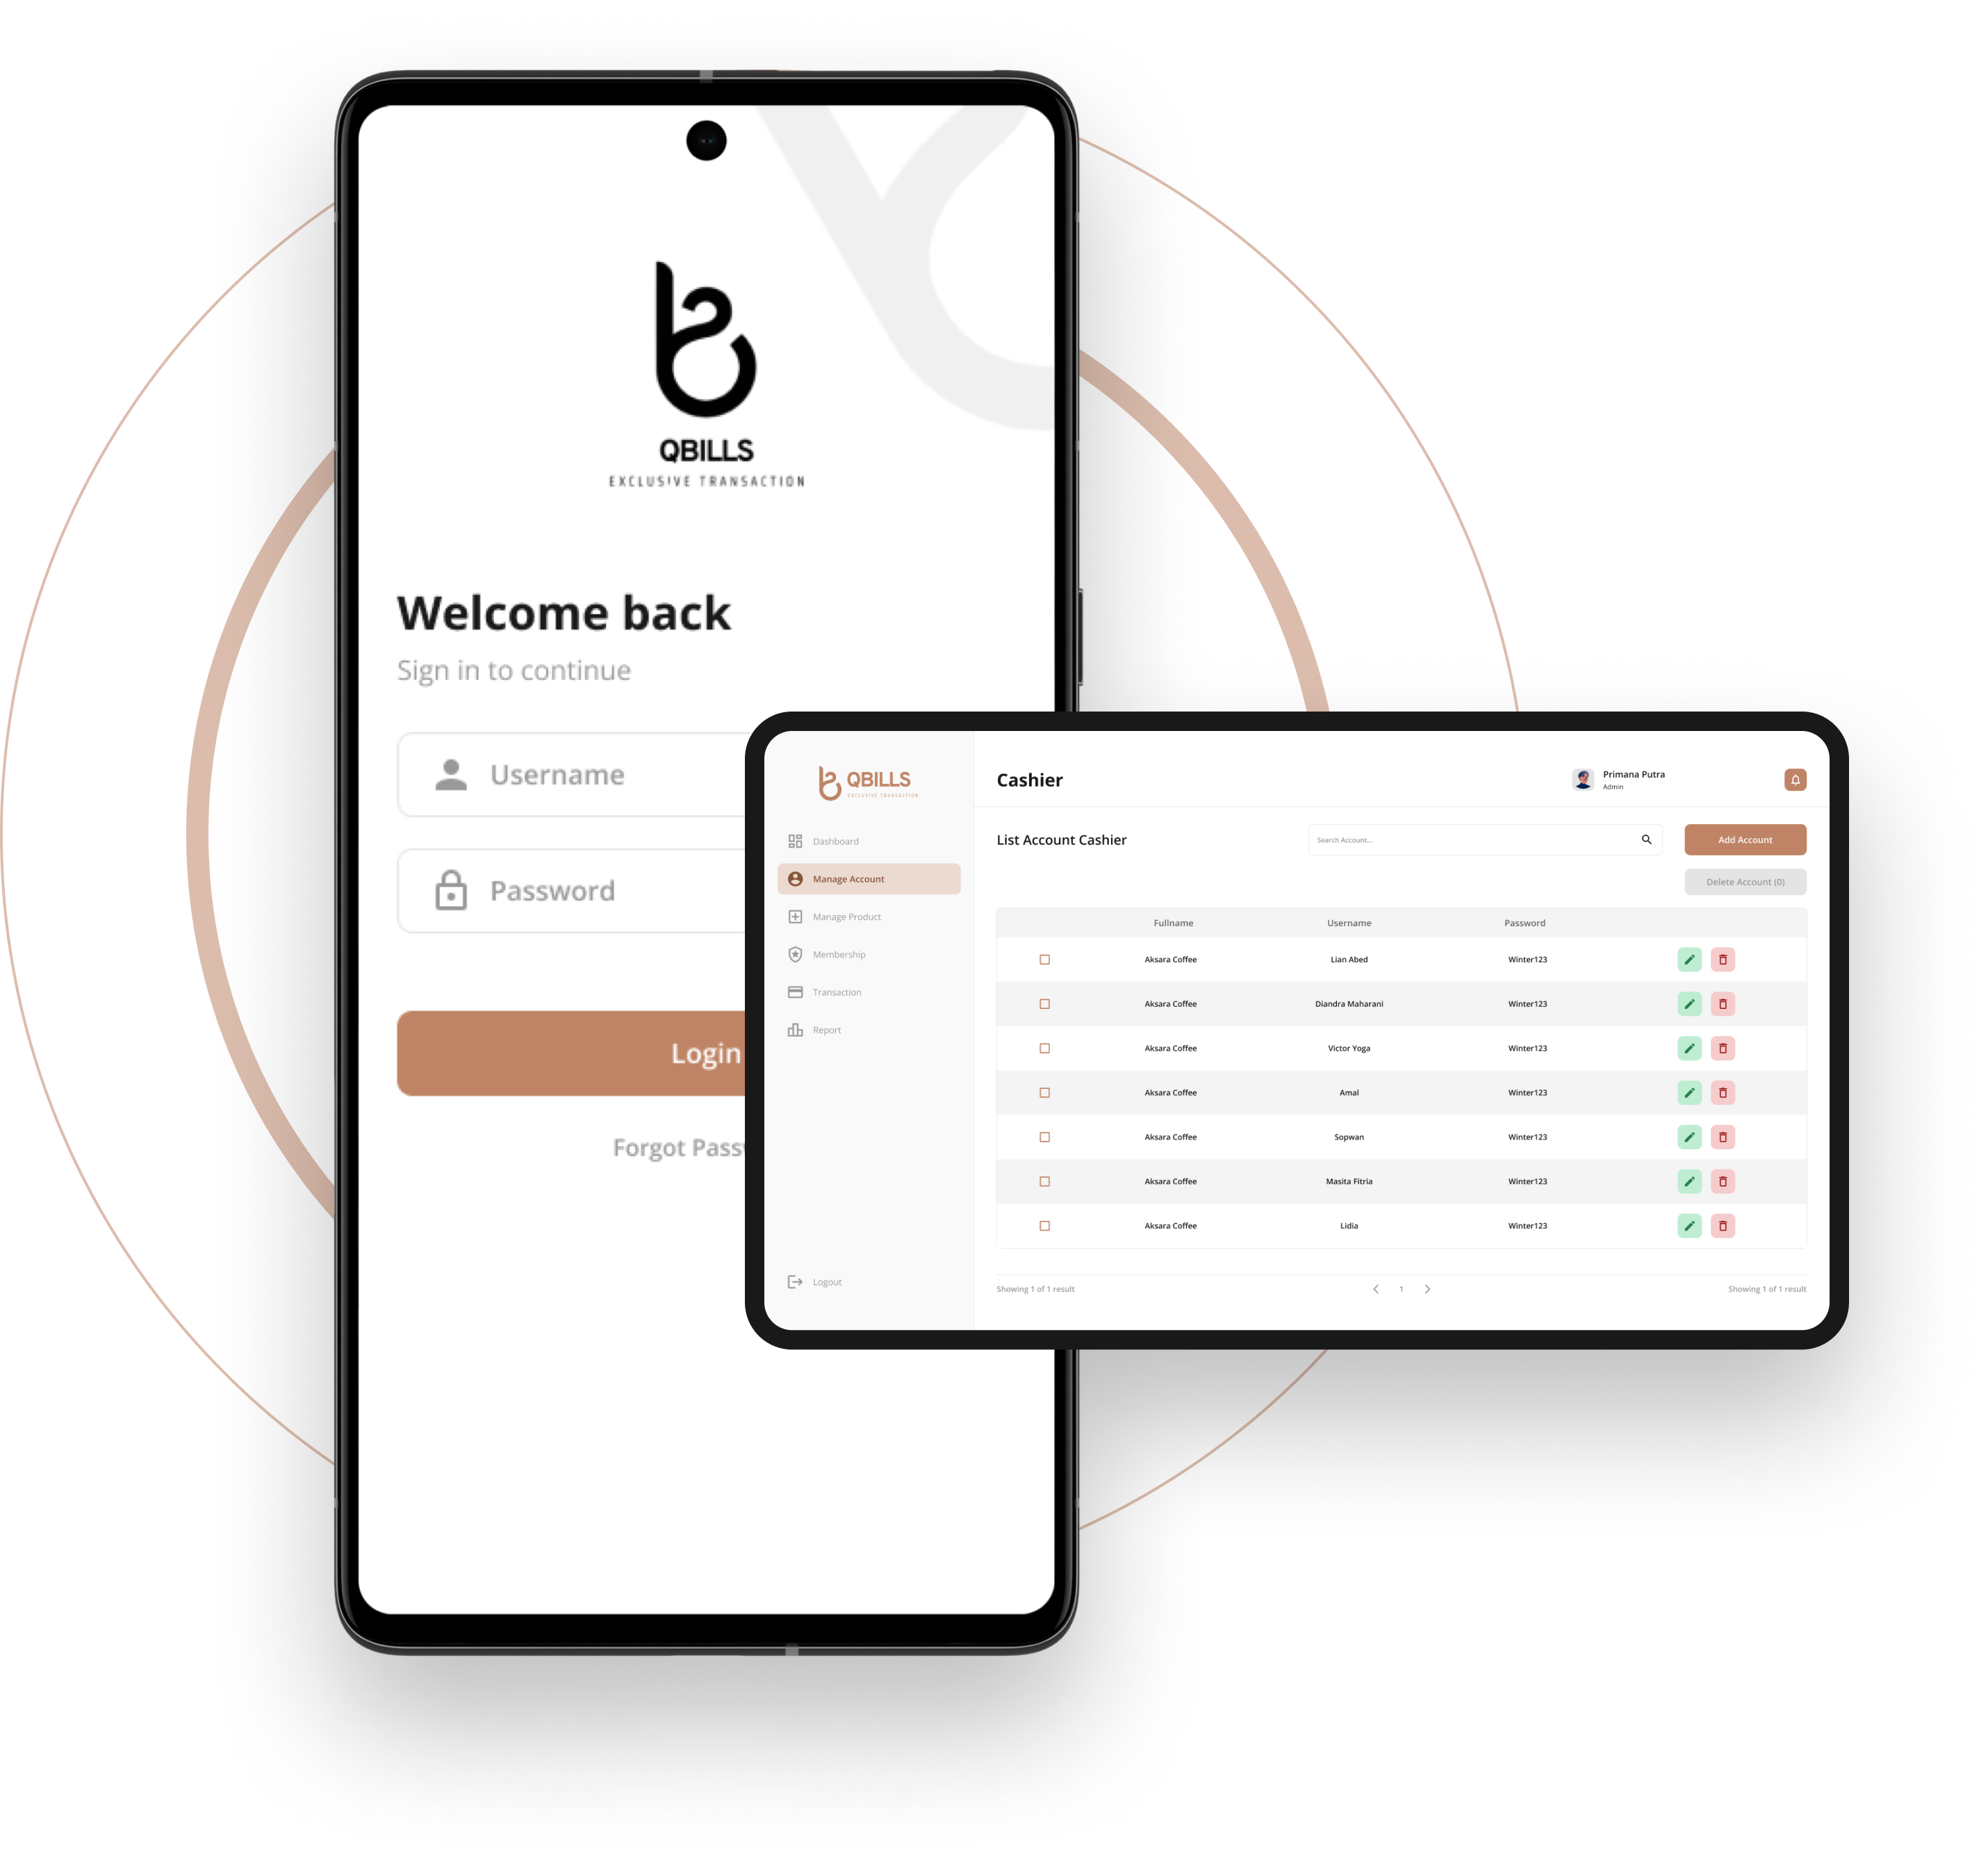 QBILLS
EXCLUSIVE TRANSACTION
Welcome back
Sign in to continue
Username
Password
Login
Forgot Pass
QBILLS
EXCLUSIVE TRANSACTION
Dashboard
Manage Account
Manage Product
Membership
Transaction
Report
Logout
Cashier
Primana Putra
Admin
List Account Cashier
Search Account...
Add Account
Delete Account (0)
Fullname Username Password
Aksara Coffee Lian Abed Winter123
Aksara Coffee Diandra Maharani Winter123
Aksara Coffee Victor Yoga Winter123
Aksara Coffee Amal Winter123
Aksara Coffee Sopwan Winter123
Aksara Coffee Masita Fitria Winter123
Aksara Coffee Lidia Winter123
Showing 1 of 1 result 1 Showing 1 of 1 result